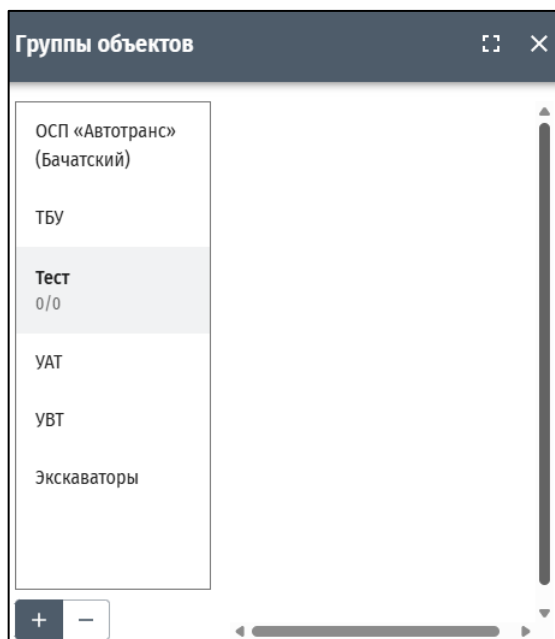 Группы объектов
ОСП «Автотранс»
(Бачатский)
ТБУ
Тест
0/0
УАТ
УВТ
Экскаваторы
+ −